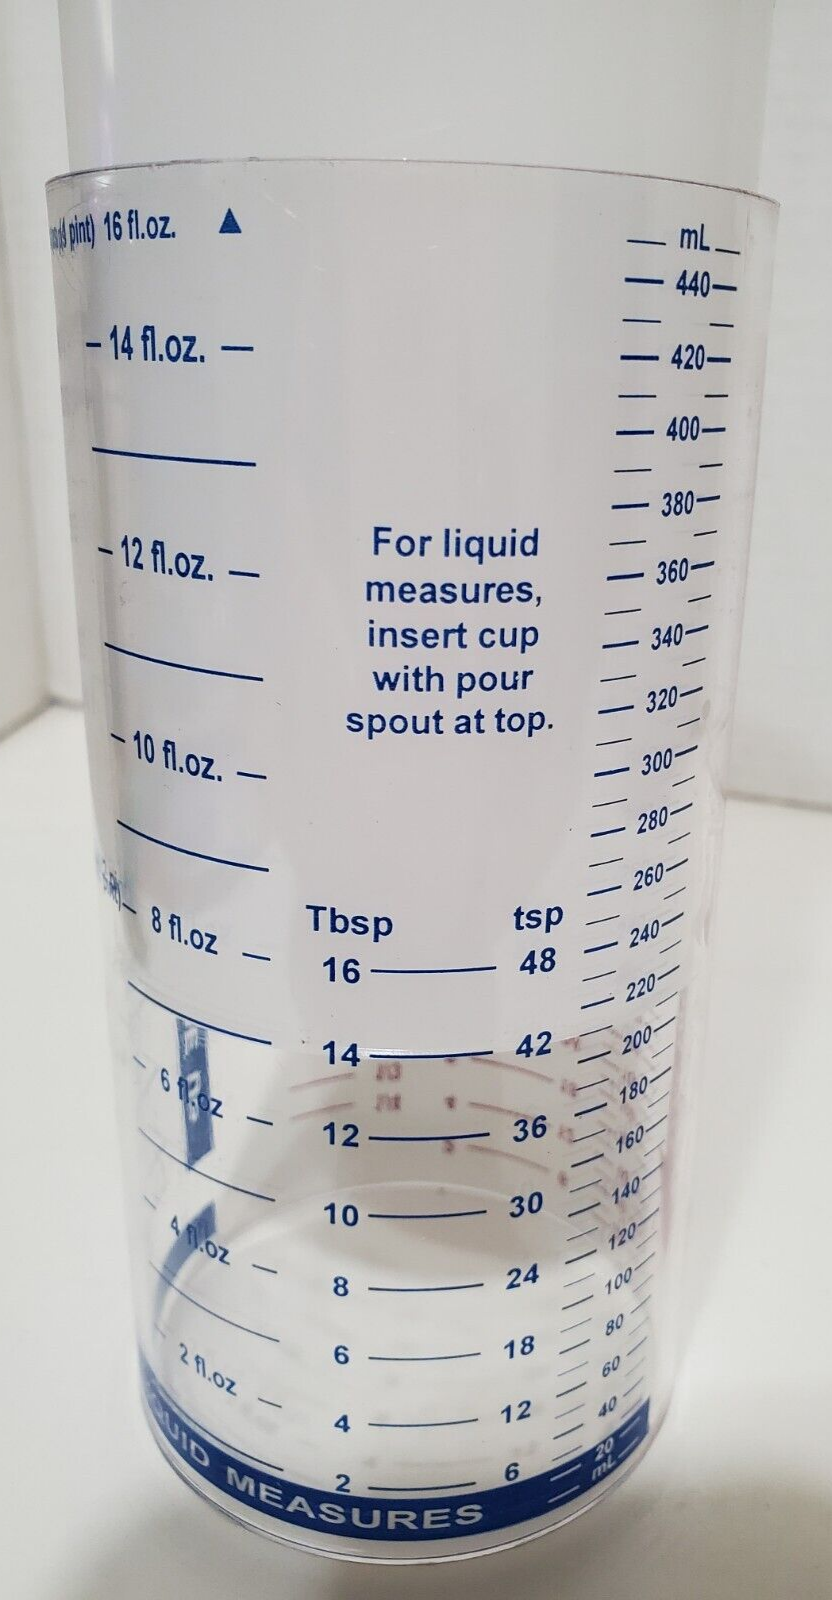 pint) 16 fl.oz. ▲
14 fl.oz.
12 fl.oz.
10 fl.oz.
8 fl.oz
6 fl.oz
4 fl.oz
2 fl.oz
For liquid
measures,
insert cup
with pour
spout at top.
Tbsp tsp
16 48
14 42
12 36
10 30
8 24
6 18
4 12
2 6
mL
440
420
400
380
360
340
320
300
280
260
240
220
200
180
160
140
120
100
80
60
40
20
mL
LIQUID MEASURES